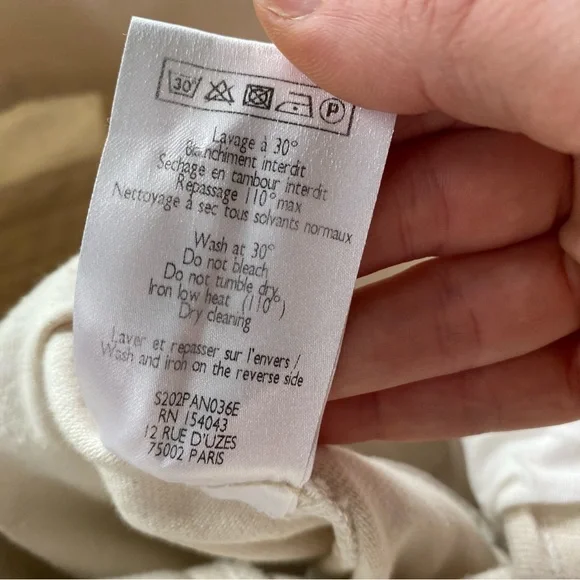 30°
P
Lavage à 30°
Blanchiment interdit
Sechage en tambour interdit
Repassage 110° max
Nettoyage à sec tous solvants normaux
Wash at 30°
Do not bleach
Do not tumble dry
Iron low heat (110°)
Dry cleaning
Laver et repasser sur l'envers /
Wash and iron on the reverse side
S202PAN036E
RN 154043
12 RUE D'UZES
75002 PARIS